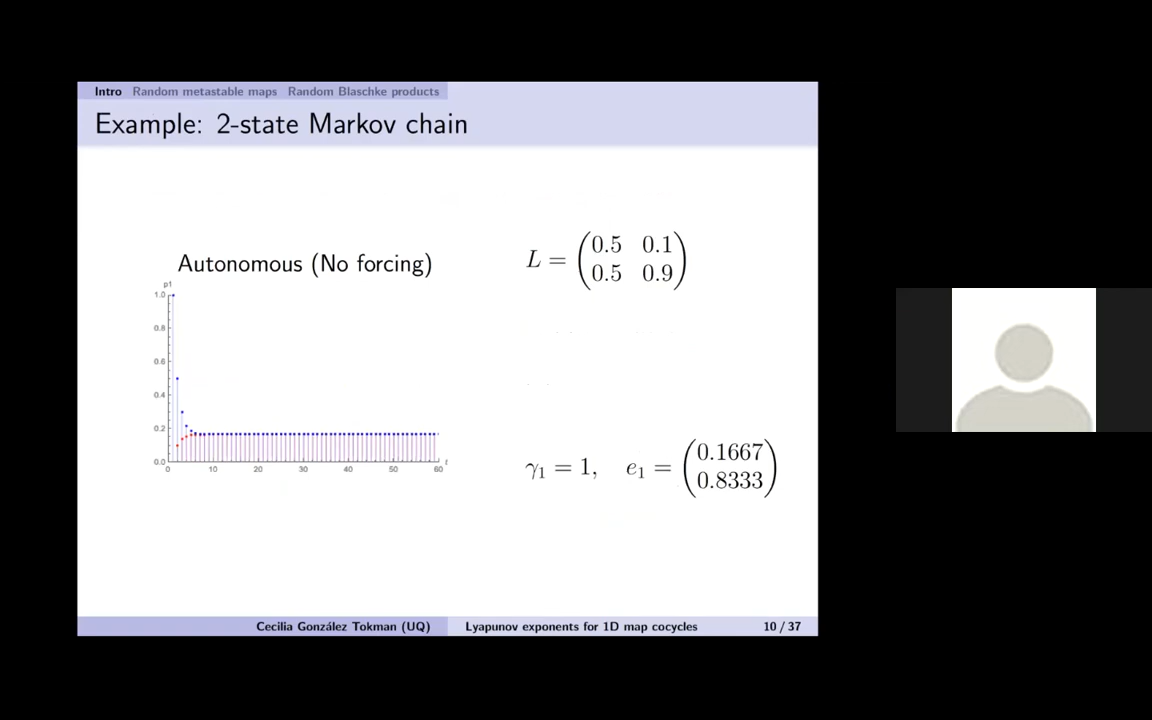 Intro Random metastable maps Random Blaschke products
Example: 2-state Markov chain
Autonomous (No forcing)
p1
1.0
0.8
0.6
0.4
0.2
0.0
0 10 20 30 40 50 60 t
L = (0.5 0.1
0.5 0.9)
γ₁ = 1, e₁ = (0.1667
0.8333)
Cecilia González Tokman (UQ) Lyapunov exponents for 1D map cocycles 10 / 37